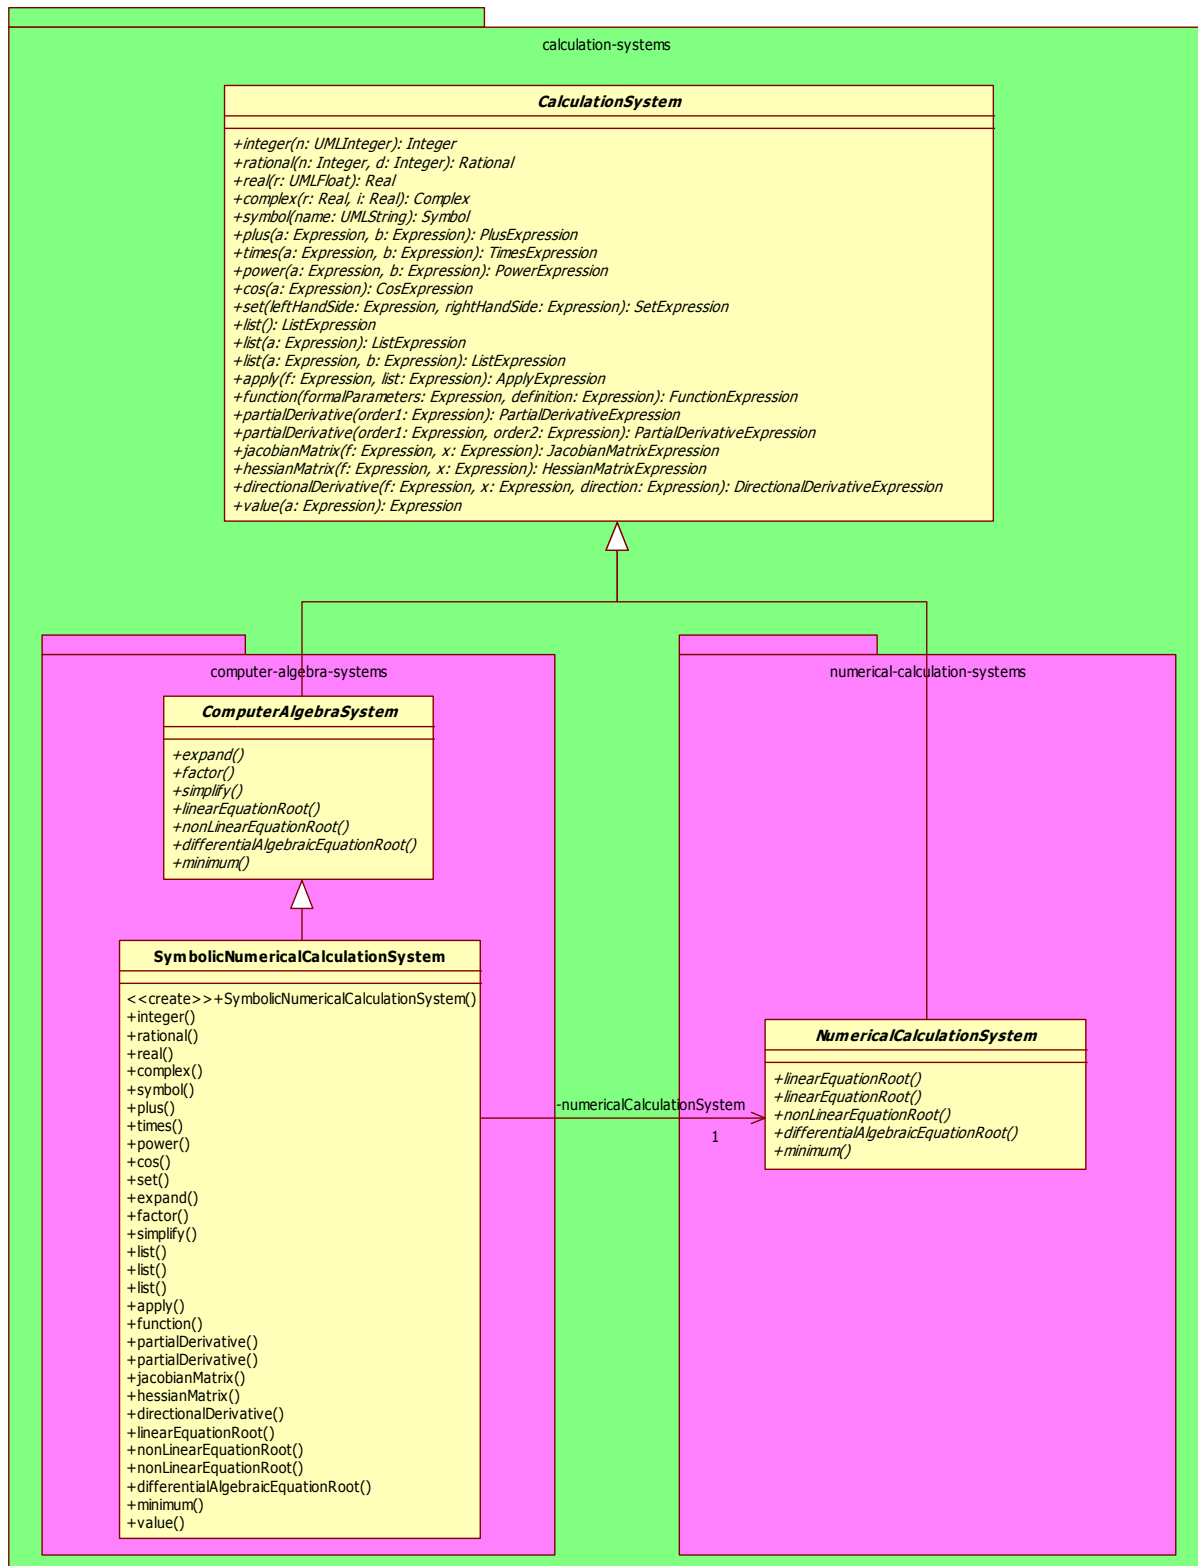 calculation-systems
CalculationSystem
+integer(n: UMLInteger): Integer
+rational(n: Integer, d: Integer): Rational
+real(r: UMLFloat): Real
+complex(r: Real, i: Real): Complex
+symbol(name: UMLString): Symbol
+plus(a: Expression, b: Expression): PlusExpression
+times(a: Expression, b: Expression): TimesExpression
+power(a: Expression, b: Expression): PowerExpression
+cos(a: Expression): CosExpression
+set(leftHandSide: Expression, rightHandSide: Expression): SetExpression
+list(): ListExpression
+list(a: Expression): ListExpression
+list(a: Expression, b: Expression): ListExpression
+apply(f: Expression, list: Expression): ApplyExpression
+function(formalParameters: Expression, definition: Expression): FunctionExpression
+partialDerivative(order1: Expression): PartialDerivativeExpression
+partialDerivative(order1: Expression, order2: Expression): PartialDerivativeExpression
+jacobianMatrix(f: Expression, x: Expression): JacobianMatrixExpression
+hessianMatrix(f: Expression, x: Expression): HessianMatrixExpression
+directionalDerivative(f: Expression, x: Expression, direction: Expression): DirectionalDerivativeExpression
+value(a: Expression): Expression
computer-algebra-systems
ComputerAlgebraSystem
+expand()
+factor()
+simplify()
+linearEquationRoot()
+nonLinearEquationRoot()
+differentialAlgebraicEquationRoot()
+minimum()
SymbolicNumericalCalculationSystem
<<create>>+SymbolicNumericalCalculationSystem()
+integer()
+rational()
+real()
+complex()
+symbol()
+plus()
+times()
+power()
+cos()
+set()
+expand()
+factor()
+simplify()
+list()
+list()
+list()
+apply()
+function()
+partialDerivative()
+partialDerivative()
+jacobianMatrix()
+hessianMatrix()
+directionalDerivative()
+linearEquationRoot()
+nonLinearEquationRoot()
+nonLinearEquationRoot()
+differentialAlgebraicEquationRoot()
+minimum()
+value()
-numericalCalculationSystem
1
numerical-calculation-systems
NumericalCalculationSystem
+linearEquationRoot()
+linearEquationRoot()
+nonLinearEquationRoot()
+differentialAlgebraicEquationRoot()
+minimum()